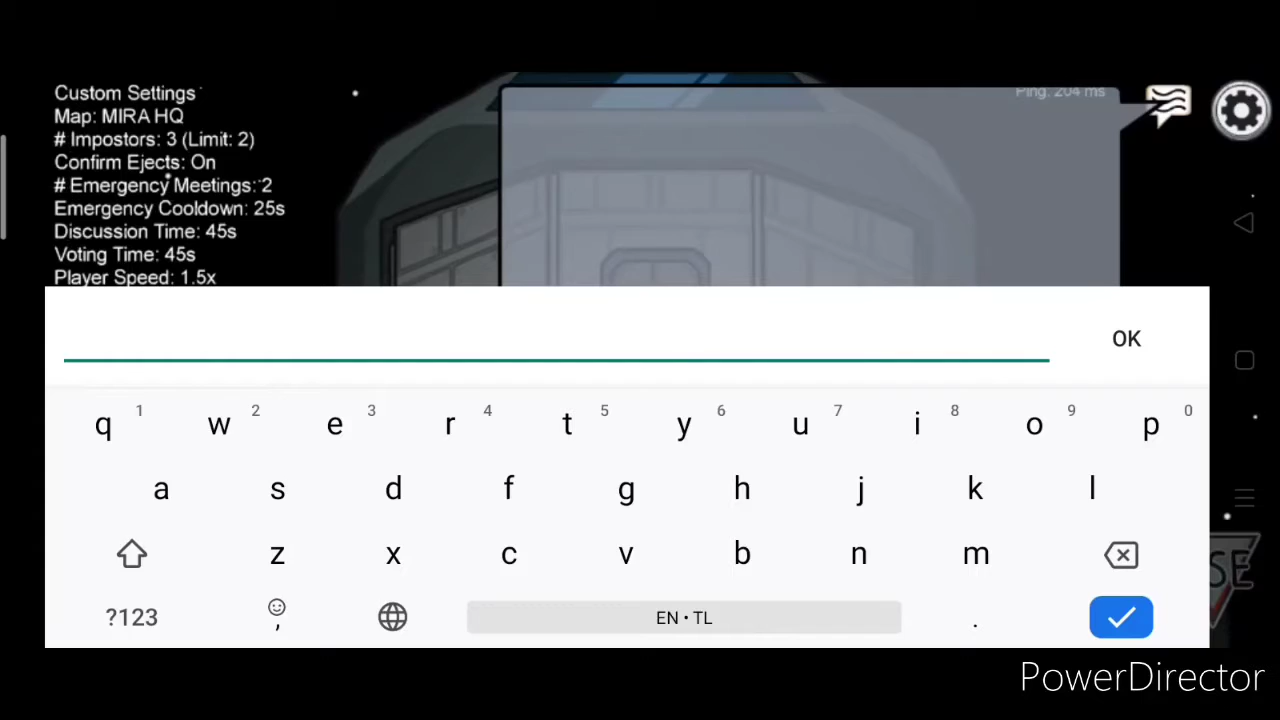 Custom Settings
Map: MIRA HQ
# Impostors: 3 (Limit: 2)
Confirm Ejects: On
# Emergency Meetings: 2
Emergency Cooldown: 25s
Discussion Time: 45s
Voting Time: 45s
Player Speed: 1.5x
Ping: 204 ms
OK
q 1 w 2 e 3 r 4 t 5 y 6 u 7 i 8 o 9 p 0
a s d f g h j k l
z x c v b n m
?123 , EN • TL .
SE
PowerDirector